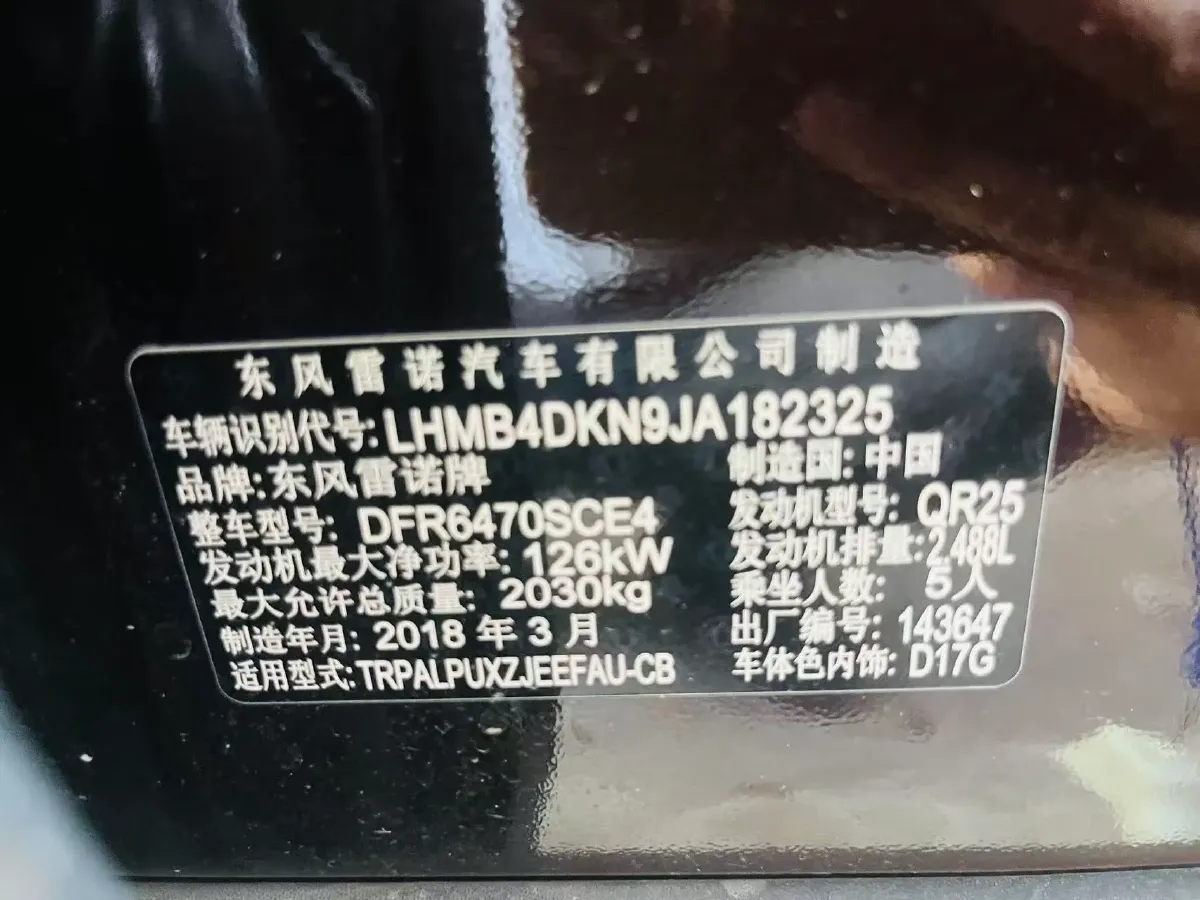 东风雷诺汽车有限公司制造
车辆识别代号: LHMB4DKN9JA182325
品牌: 东风雷诺牌 制造国: 中国
整车型号: DFR6470SCE4 发动机型号: QR25
发动机最大净功率: 126kW 发动机排量: 2.488L
最大允许总质量: 2030kg 乘坐人数: 5人
制造年月: 2018 年 3 月 出厂编号: 143647
适用型式: TRPALPUXZJEEFAU-CB 车体色内饰: D17G